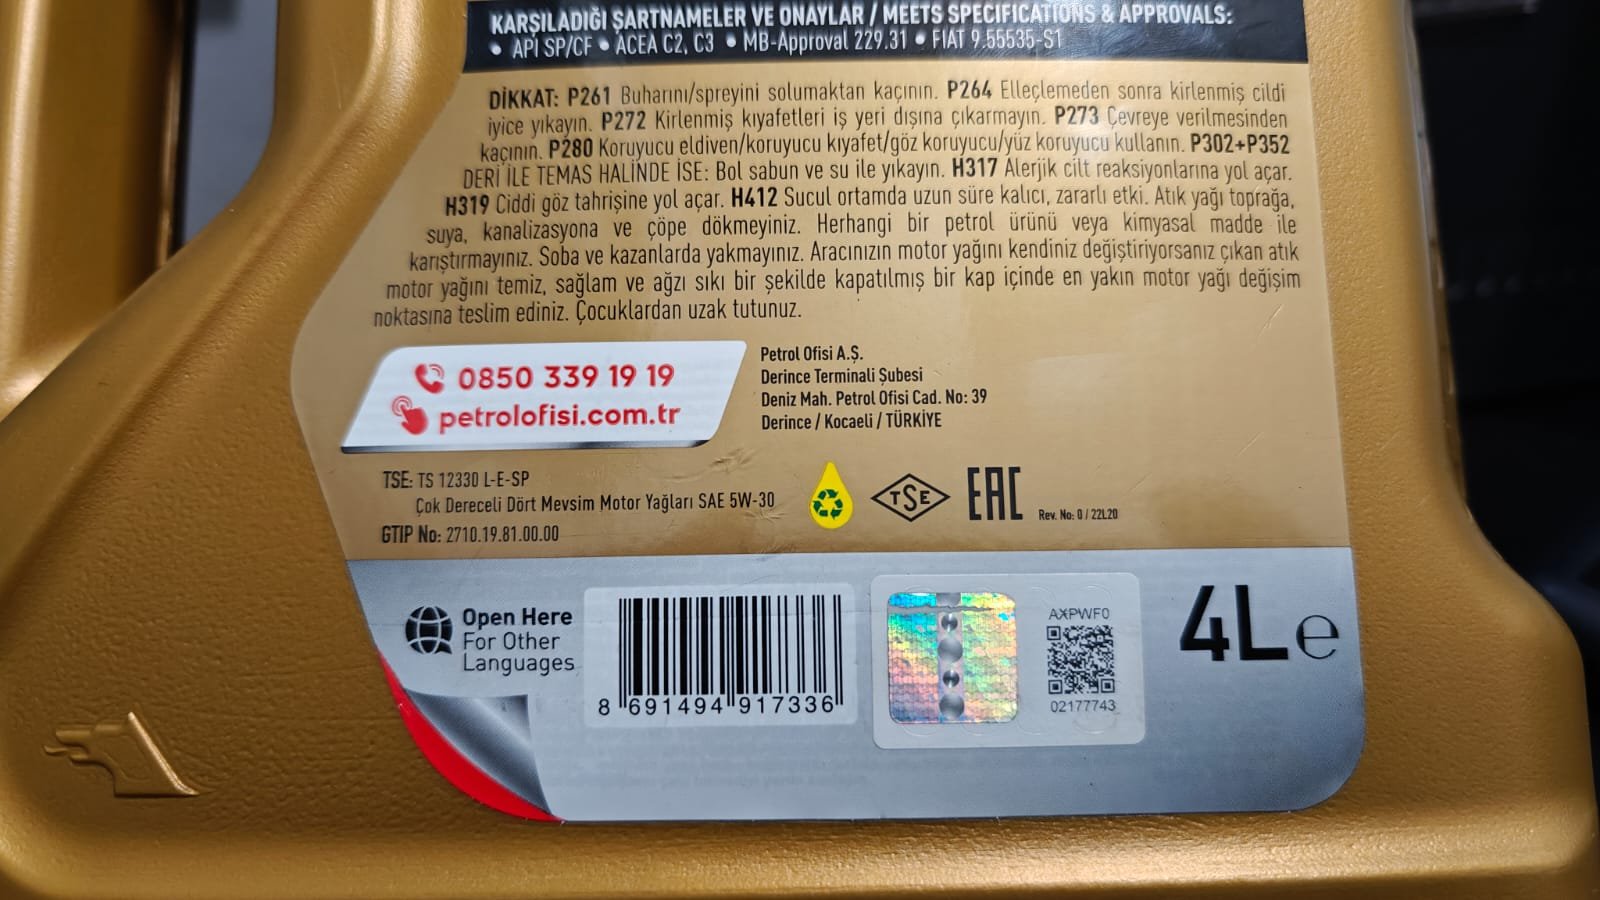 KARŞILADIĞI ŞARTNAMELER VE ONAYLAR / MEETS SPECIFICATIONS & APPROVALS:
• API SP/CF • ACEA C2, C3 • MB-Approval 229.31 • FIAT 9.55535-S1
DİKKAT: P261 Buharını/spreyini solumaktan kaçının. P264 Elleçlemeden sonra kirlenmiş cildi
iyice yıkayın. P272 Kirlenmiş kıyafetleri iş yeri dışına çıkarmayın. P273 Çevreye verilmesinden
kaçının. P280 Koruyucu eldiven/koruyucu kıyafet/göz koruyucu/yüz koruyucu kullanın. P302+P352
DERİ İLE TEMAS HALİNDE İSE: Bol sabun ve su ile yıkayın. H317 Alerjik cilt reaksiyonlarına yol açar.
H319 Ciddi göz tahrişine yol açar. H412 Sucul ortamda uzun süre kalıcı, zararlı etki. Atık yağı toprağa,
suya, kanalizasyona ve çöpe dökmeyiniz. Herhangi bir petrol ürünü veya kimyasal madde ile
karıştırmayınız. Soba ve kazanlarda yakmayınız. Aracınızın motor yağını kendiniz değiştiriyorsanız çıkan atık
motor yağını temiz, sağlam ve ağzı sıkı bir şekilde kapatılmış bir kap içinde en yakın motor yağı değişim
noktasına teslim ediniz. Çocuklardan uzak tutunuz.
0850 339 19 19
petrolofisi.com.tr
Petrol Ofisi A.Ş.
Derince Terminali Şubesi
Deniz Mah. Petrol Ofisi Cad. No: 39
Derince / Kocaeli / TÜRKİYE
TSE: TS 12330 L-E-SP
Çok Dereceli Dört Mevsim Motor Yağları SAE 5W-30
GTIP No: 2710.19.81.00.00
TSE
EAC
Rev. No: 0 / 22L20
Open Here
For Other
Languages
8 691494 917336
AXPWF0
02177743
4L e